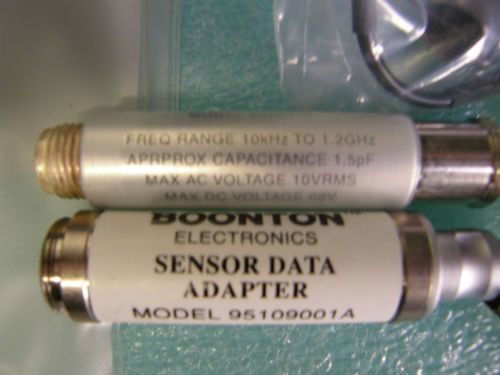 MODEL
FREQ RANGE 10kHz TO 1.2GHz
APRPROX CAPACITANCE 1.5pF
MAX AC VOLTAGE 10VRMS
MAX DC VOLTAGE 60V
BOONTON
ELECTRONICS
SENSOR DATA
ADAPTER
MODEL 95109001A